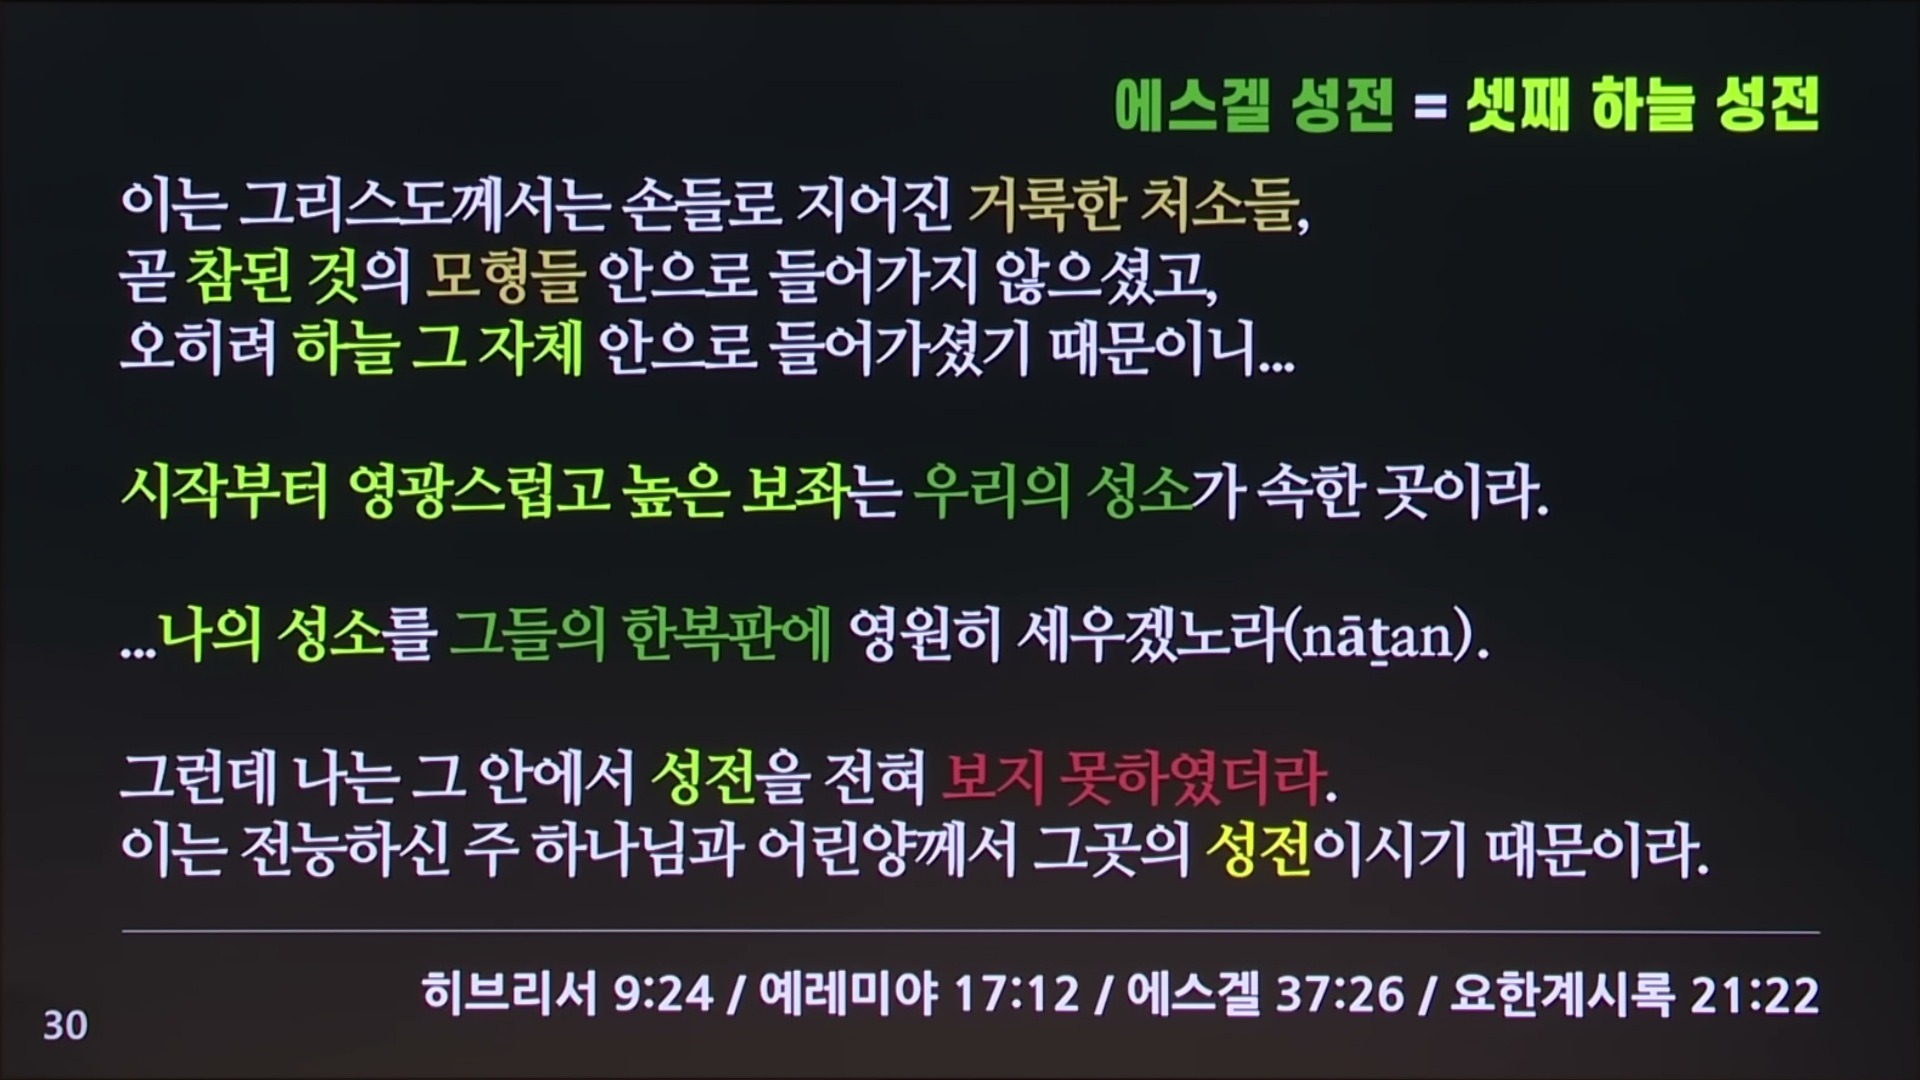 에스겔 성전 = 셋째 하늘 성전
이는 그리스도께서는 손들로 지어진 거룩한 처소들,
곧 참된 것의 모형들 안으로 들어가지 않으셨고,
오히려 하늘 그 자체 안으로 들어가셨기 때문이니...
시작부터 영광스럽고 높은 보좌는 우리의 성소가 속한 곳이라.
...나의 성소를 그들의 한복판에 영원히 세우겠노라(nāṯan).
그런데 나는 그 안에서 성전을 전혀 보지 못하였더라.
이는 전능하신 주 하나님과 어린양께서 그곳의 성전이시기 때문이라.
히브리서 9:24 / 예레미야 17:12 / 에스겔 37:26 / 요한계시록 21:22
30